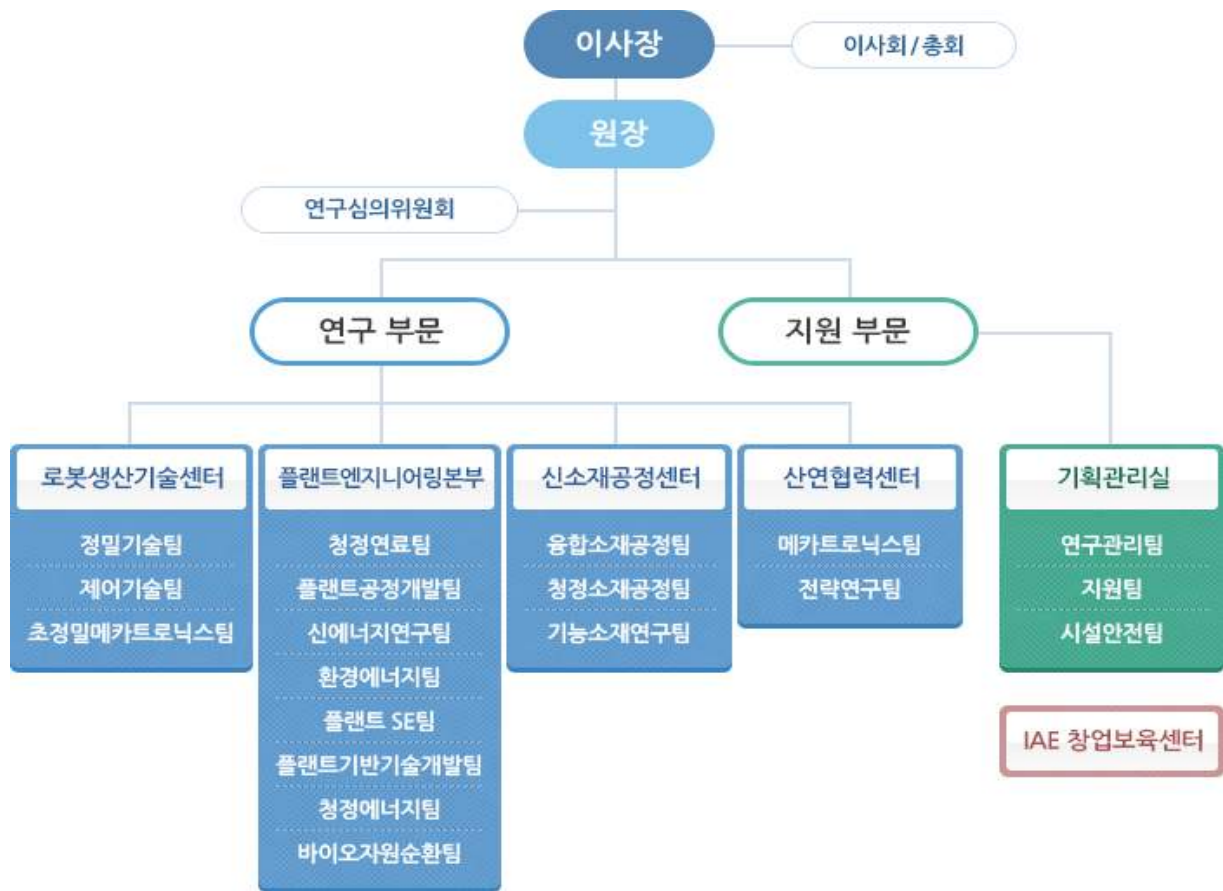 이사장
이사회/총회
원장
연구심의위원회
연구 부문
지원 부문
로봇생산기술센터
정밀기술팀
제어기술팀
초정밀메카트로닉스팀
플랜트엔지니어링본부
청정연료팀
플랜트공정개발팀
신에너지연구팀
환경에너지팀
플랜트 SE팀
플랜트기반기술개발팀
청정에너지팀
바이오자원순환팀
신소재공정센터
융합소재공정팀
청정소재공정팀
기능소재연구팀
산연협력센터
메카트로닉스팀
전략연구팀
기획관리실
연구관리팀
지원팀
시설안전팀
IAE 창업보육센터